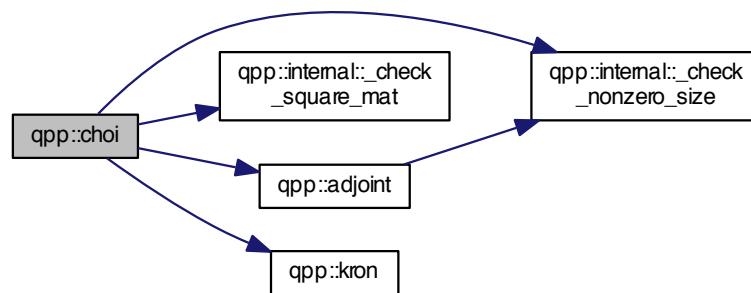 qpp::choi
qpp::internal::_check
_square_mat
qpp::internal::_check
_nonzero_size
qpp::adjoint
qpp::kron